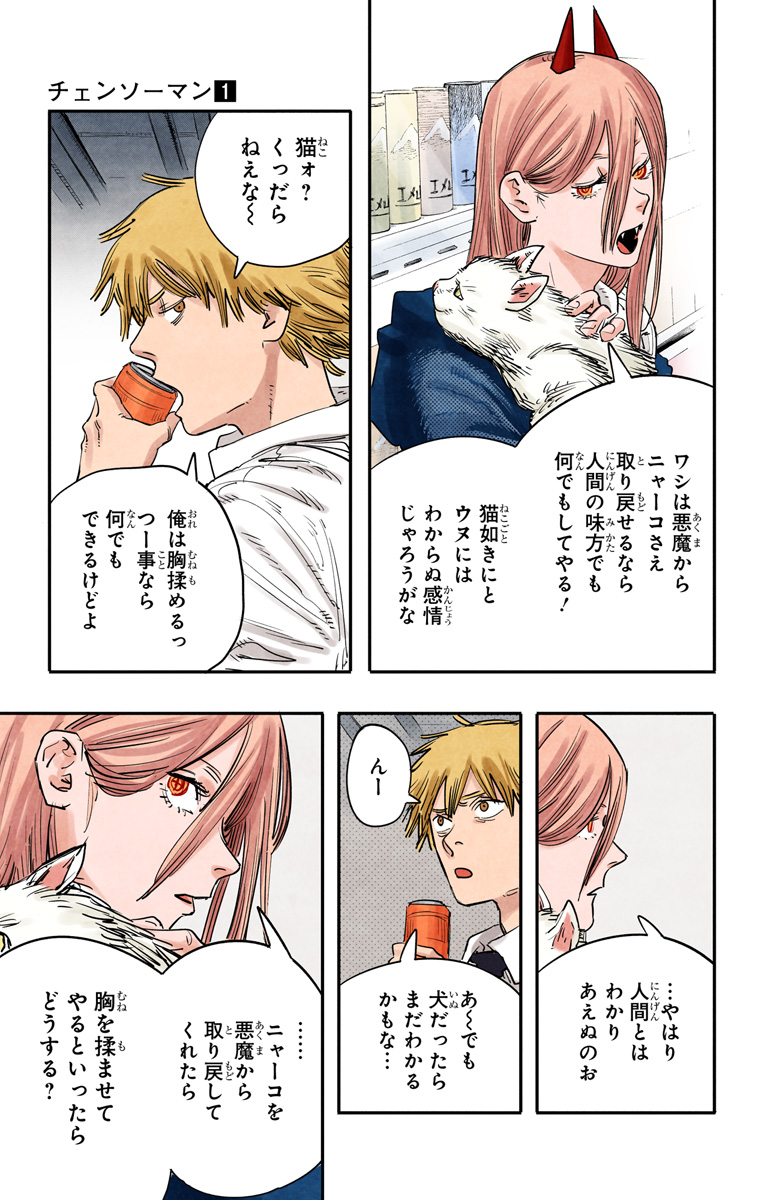 チェンソーマン1
ワシは悪魔から
ニャーコさえ
取り戻せるなら
人間の味方でも
何でもしてやる！
猫如きにと
ウヌには
わからぬ感情
じゃろうがな
猫ォ？
くっだら
ねえな〜
俺は胸揉めるっ
つー事なら
何でも
できるけどよ
…やはり
人間とは
わかり
あえぬのお
んー
あ〜でも
犬だったら
まだわかる
かもな…
……
ニャーコを
悪魔から
取り戻して
くれたら
胸を揉ませて
やるといったら
どうする？